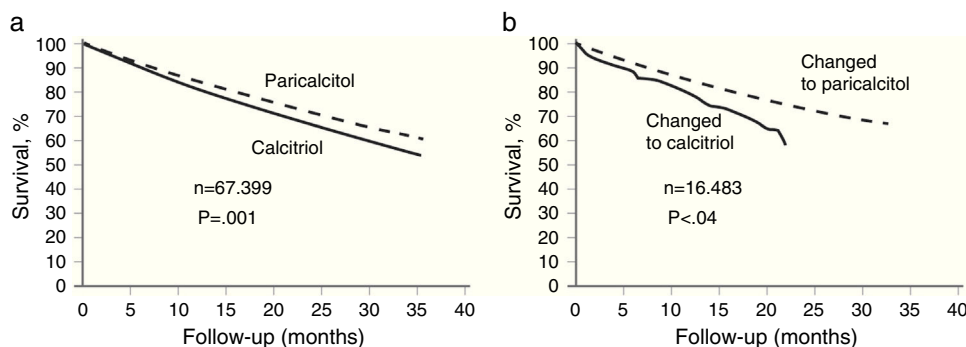 a
100
90
80
70
60
50
40
30
20
10
0
Survival, %
Paricalcitol
Calcitriol
n=67.399
P=.001
0 5 10 15 20 25 30 35 40
Follow-up (months)
b
100
90
80
70
60
50
40
30
20
10
0
Survival, %
Changed
to paricalcitol
Changed
to calcitriol
n=16.483
P<.04
0 5 10 15 20 25 30 35 40
Follow-up (months)